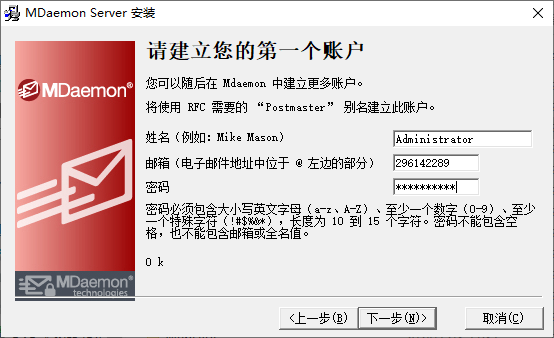 MDaemon Server 安装
MDaemon®
请建立您的第一个账户
您可以随后在 Mdaemon 中建立更多账户。
将使用 RFC 需要的 “Postmaster” 别名建立此账户。
姓名(例如：Mike Mason)
Administrator
邮箱(电子邮件地址中位于 @ 左边的部分)
296142289
密码
**********
密码必须包含大小写英文字母(a-z、A-Z)、至少一个数字(0-9)、至少
一个特殊字符(!#$%&*)，长度为 10 到 15 个字符。密码不能包含空
格，也不能包含邮箱或全名值。
O k
MDaemon®
technologies
<上一步(B)
下一步(N)>
取消(C)